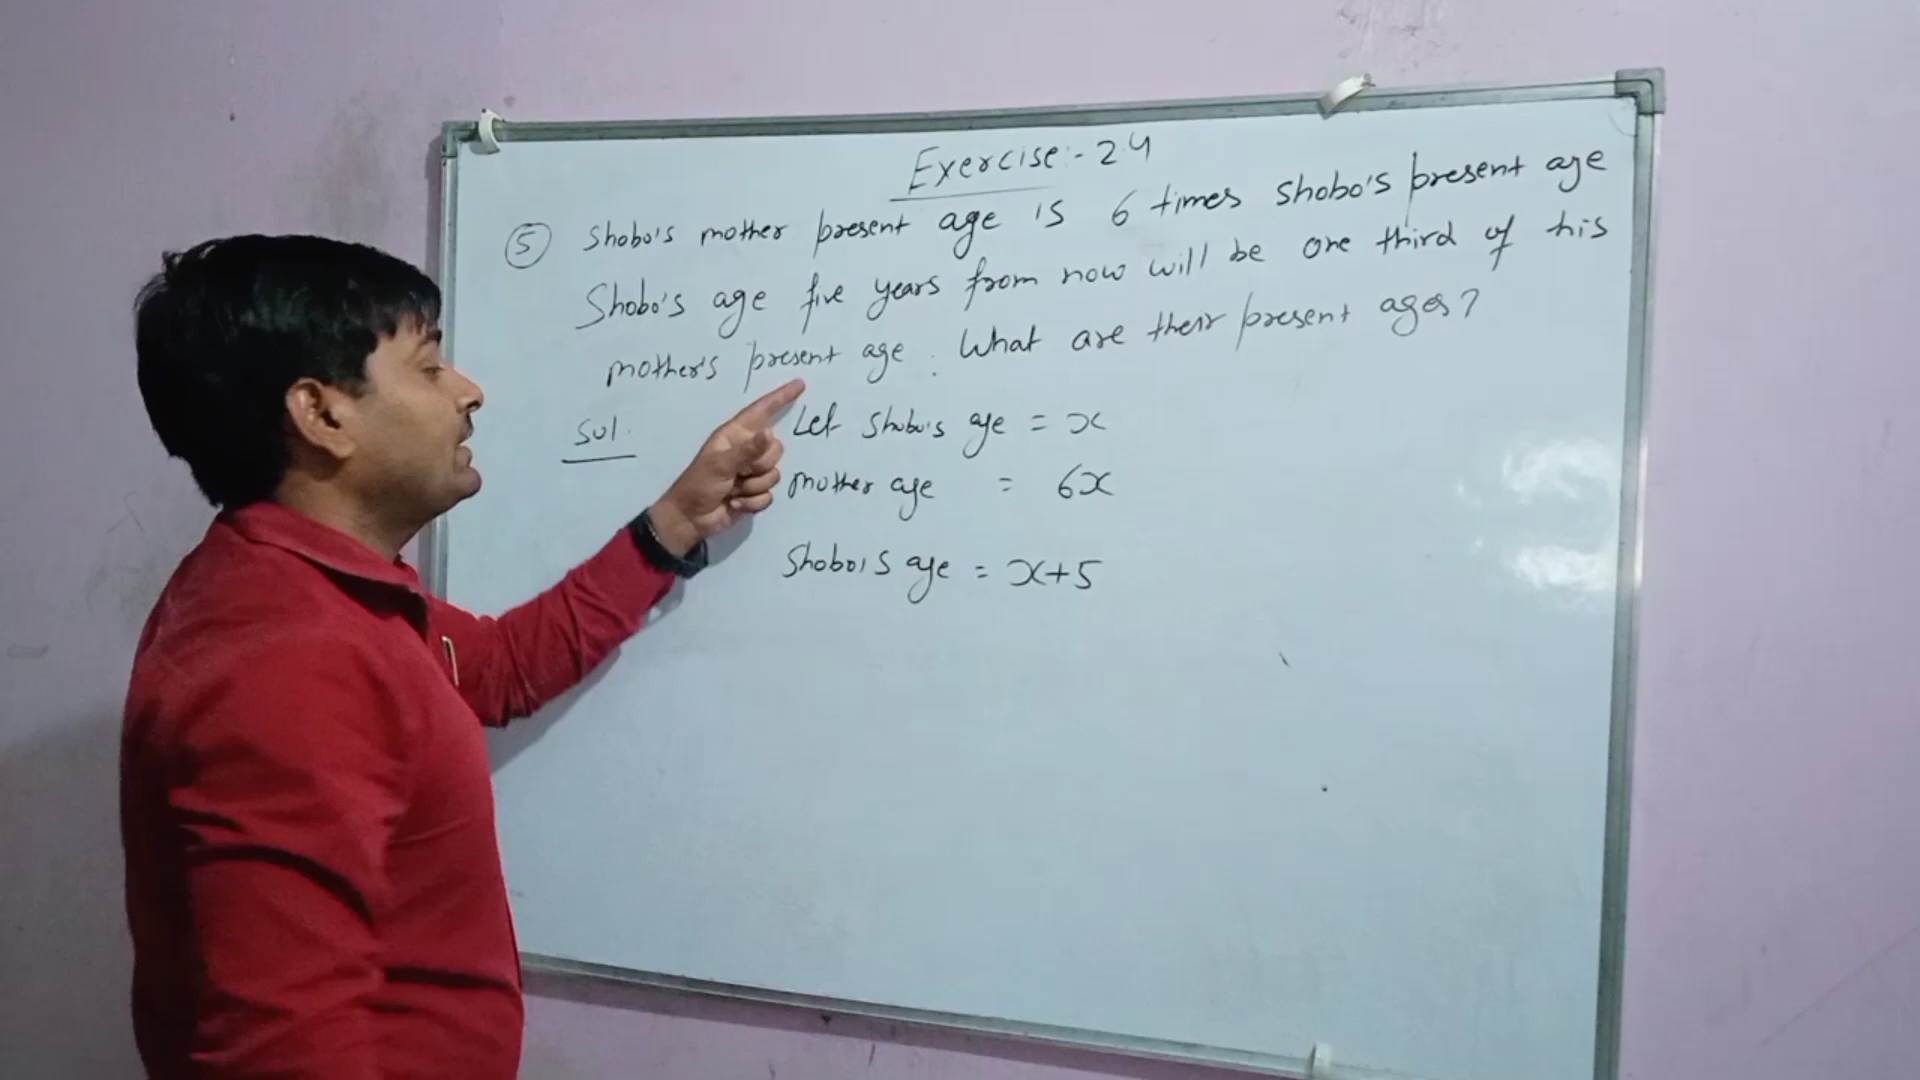 Exercise:- 2.4
(5) Shobo's mother present age is 6 times Shobo's present age
Shobo's age five years from now will be one third of his
mother's present age. What are their present ages?
Sol.
Let Shobo's age = x
Mother age = 6x
Shobo's age = x+5